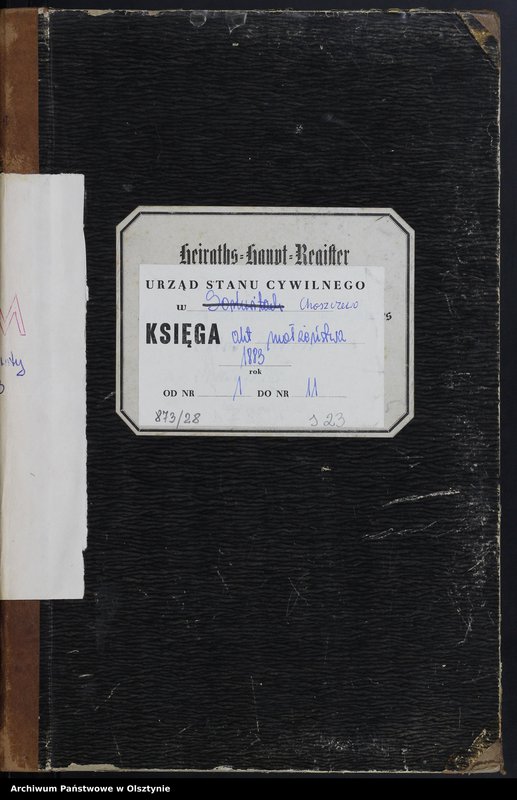 Heiraths-Haupt-Register
URZĄD STANU CYWILNEGO
w Choszczewo
KSIĘGA akt małżeństwa
1883
rok
OD NR 1 DO NR 11
873/28 J 23
s
M
Archiwum Państwowe w Olsztynie